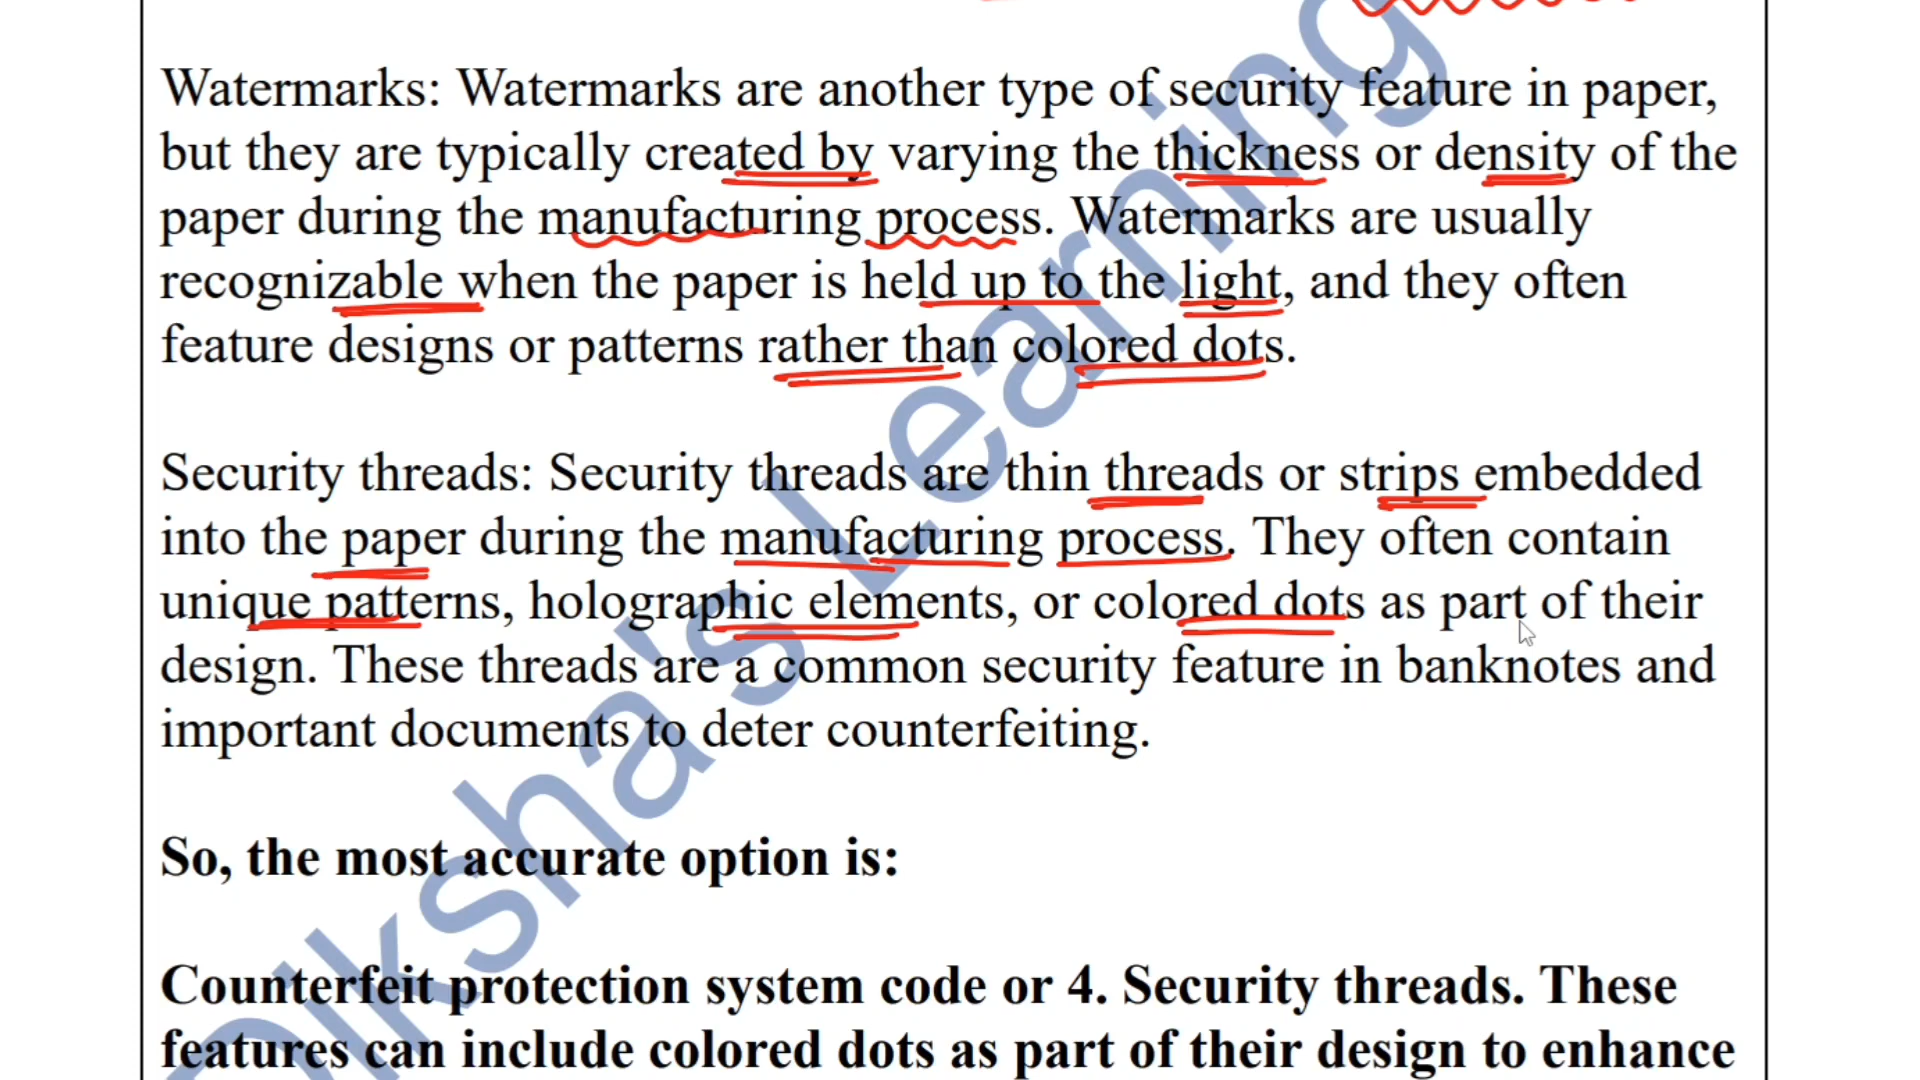 Watermarks: Watermarks are another type of security feature in paper,
but they are typically created by varying the thickness or density of the
paper during the manufacturing process. Watermarks are usually
recognizable when the paper is held up to the light, and they often
feature designs or patterns rather than colored dots.
Security threads: Security threads are thin threads or strips embedded
into the paper during the manufacturing process. They often contain
unique patterns, holographic elements, or colored dots as part of their
design. These threads are a common security feature in banknotes and
important documents to deter counterfeiting.
So, the most accurate option is:
Counterfeit protection system code or 4. Security threads. These
features can include colored dots as part of their design to enhance
Diksha's Learning